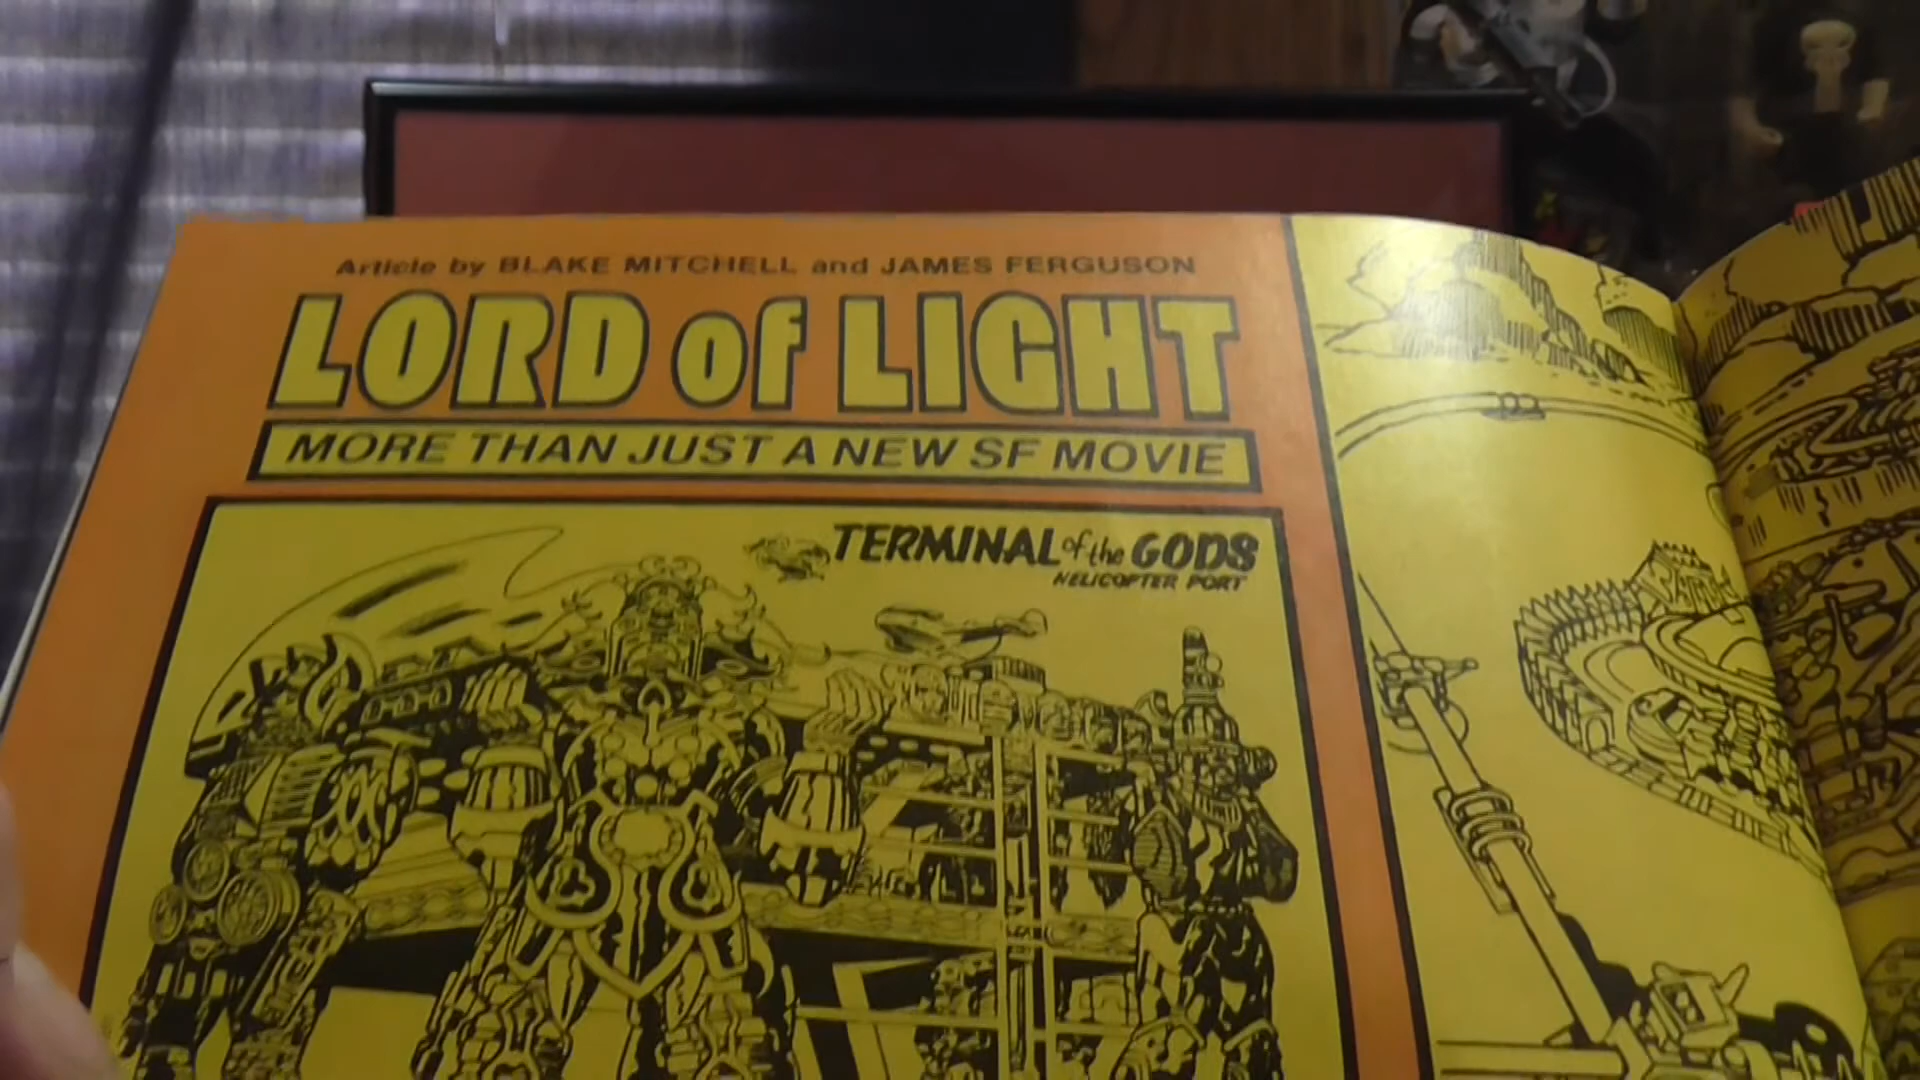 Article by BLAKE MITCHELL and JAMES FERGUSON
LORD of LIGHT
MORE THAN JUST A NEW SF MOVIE
TERMINAL of the GODS
HELICOPTER PORT